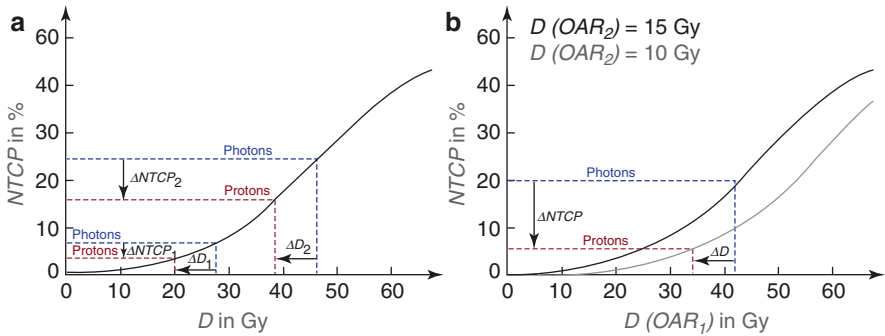 a
NTCP in %
60
40
30
20
10
0
Photons
ΔNTCP2
Protons
Photons
Protons
ΔNTCP1
ΔD1
ΔD2
0 10 20 30 40 50 60
D in Gy
b
D (OAR2) = 15 Gy
D (OAR2) = 10 Gy
NTCP in %
60
40
30
20
10
0
Photons
ΔNTCP
Protons
ΔD
0 10 20 30 40 50 60
D (OAR1) in Gy